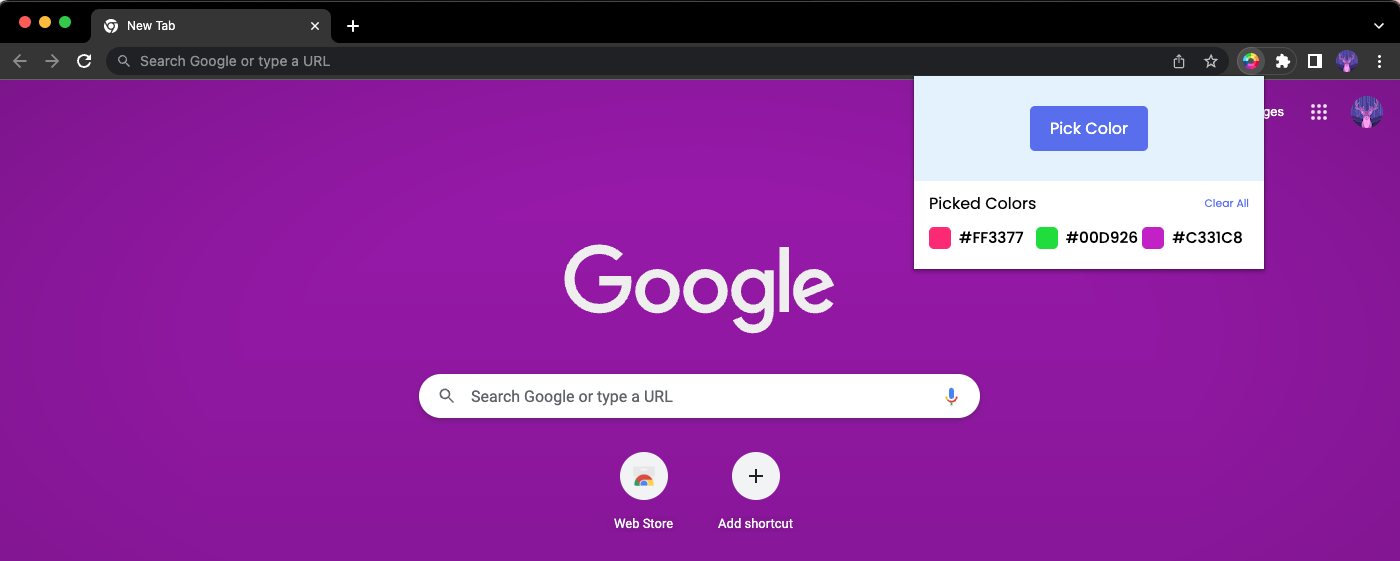 New Tab
Search Google or type a URL
ges
Pick Color
Picked Colors
Clear All
#FF3377 #00D926 #C331C8
Google
Search Google or type a URL
Web Store
Add shortcut